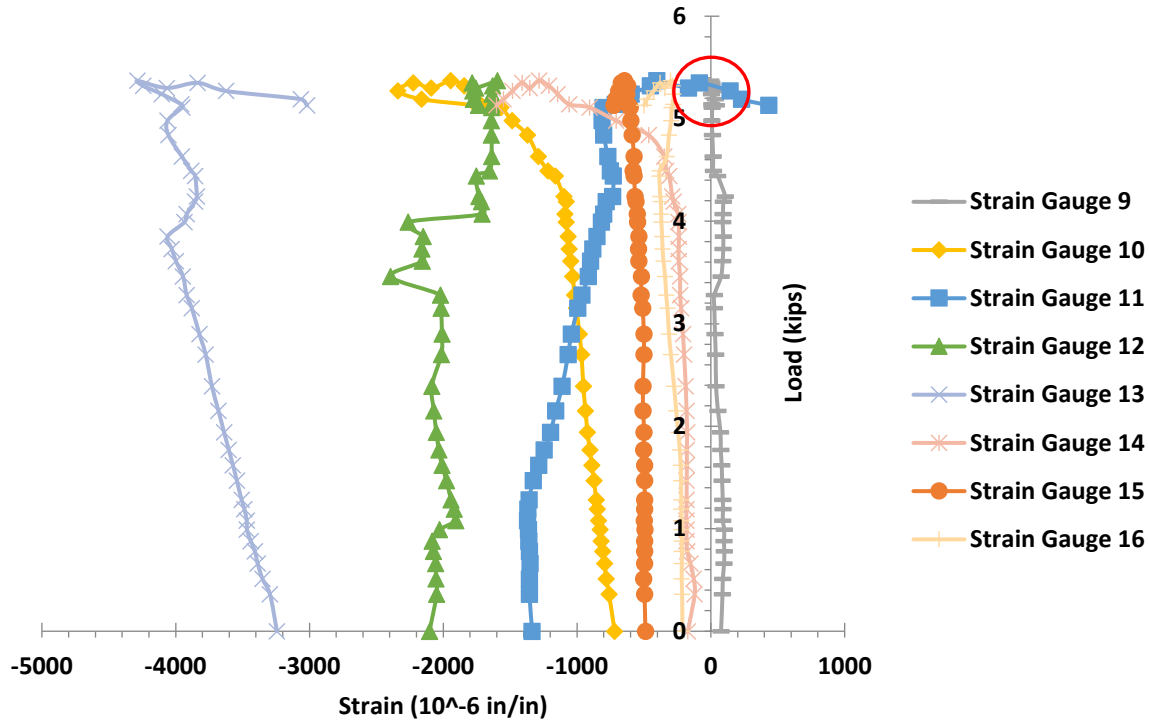 6
5
4
3
2
1
0
Load (kips)
-5000 -4000 -3000 -2000 -1000 0 1000
Strain (10^-6 in/in)
Strain Gauge 9
Strain Gauge 10
Strain Gauge 11
Strain Gauge 12
Strain Gauge 13
Strain Gauge 14
Strain Gauge 15
Strain Gauge 16